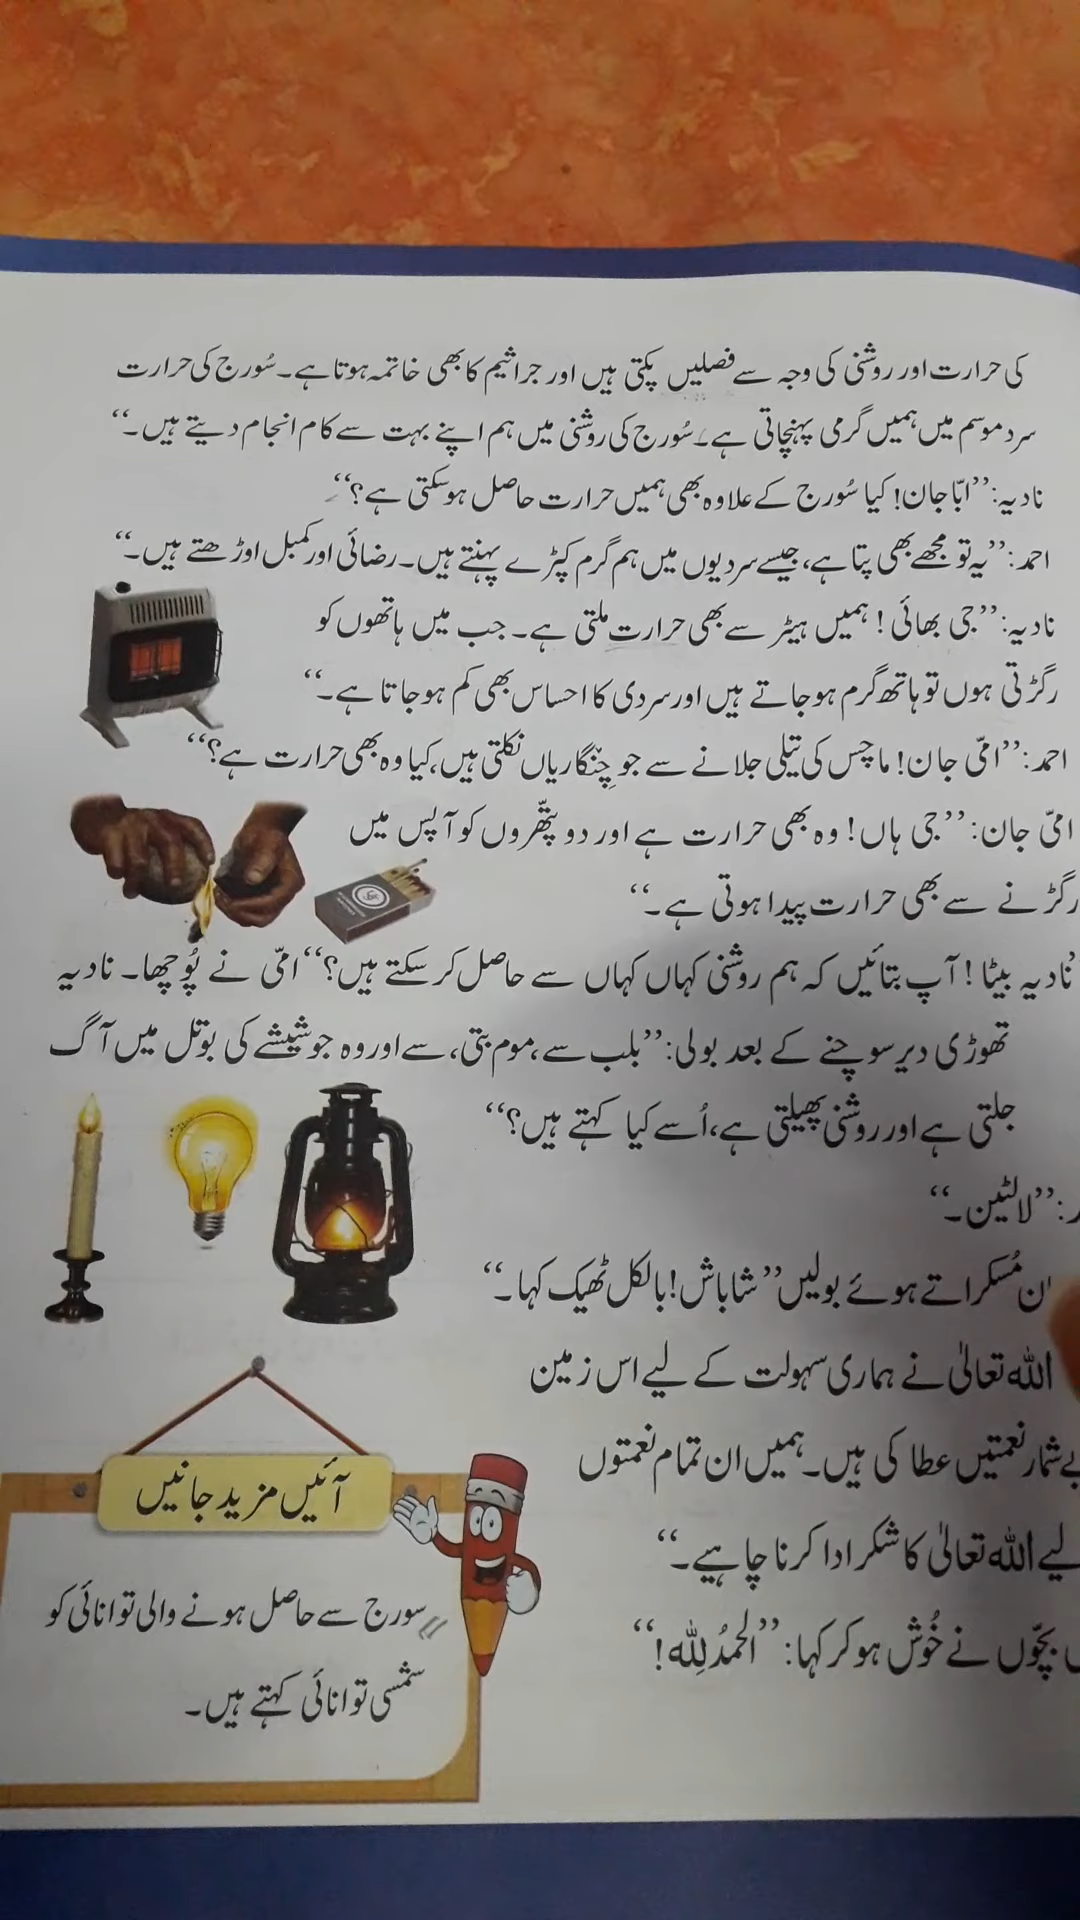 کی حرارت اور روشنی کی وجہ سے فصلیں پکتی ہیں اور جراثیم کا بھی خاتمہ ہوتا ہے۔ سُورج کی حرارت
سرد موسم میں ہمیں گرمی پہنچاتی ہے۔ سُورج کی روشنی میں ہم اپنے بہت سے کام انجام دیتے ہیں۔“
نادیہ: ”ابّا جان! کیا سُورج کے علاوہ بھی ہمیں حرارت حاصل ہو سکتی ہے؟“
احمد: ”یہ تو مجھے بھی پتا ہے، جیسے سردیوں میں ہم گرم کپڑے پہنتے ہیں۔ رضائی اور کمبل اوڑھتے ہیں۔“
نادیہ: ”جی بھائی! ہمیں ہیٹر سے بھی حرارت ملتی ہے۔ جب میں ہاتھوں کو
رگڑتی ہوں تو ہاتھ گرم ہو جاتے ہیں اور سردی کا احساس بھی کم ہو جاتا ہے۔“
احمد: ”امّی جان! ماچس کی تیلی جلانے سے جو چنگاریاں نکلتی ہیں، کیا وہ بھی حرارت ہے؟“
امّی جان: ”جی ہاں! وہ بھی حرارت ہے اور دو پتّھروں کو آپس میں
رگڑنے سے بھی حرارت پیدا ہوتی ہے۔“
”نادیہ بیٹا! آپ بتائیں کہ ہم روشنی کہاں کہاں سے حاصل کر سکتے ہیں؟“ امّی نے پُوچھا۔ نادیہ
تھوڑی دیر سوچنے کے بعد بولی: ”بلب سے، موم بتی، سے اور وہ جو شیشے کی بوتل میں آگ
جلتی ہے اور روشنی پھیلتی ہے، اُسے کیا کہتے ہیں؟“
: ”لالٹین۔“
مُسکراتے ہوئے بولیں ”شاباش! بالکل ٹھیک کہا۔“
اللہ تعالیٰ نے ہماری سہولت کے لیے اس زمین
بے شمار نعمتیں عطا کی ہیں۔ ہمیں ان تمام نعمتوں
لیے اللہ تعالیٰ کا شکر ادا کرنا چاہیے۔“
بچّوں نے خُوش ہو کر کہا: ”الحمدُ لِلہ!“
آئیں مزید جانیں
سورج سے حاصل ہونے والی توانائی کو
شمسی توانائی کہتے ہیں۔